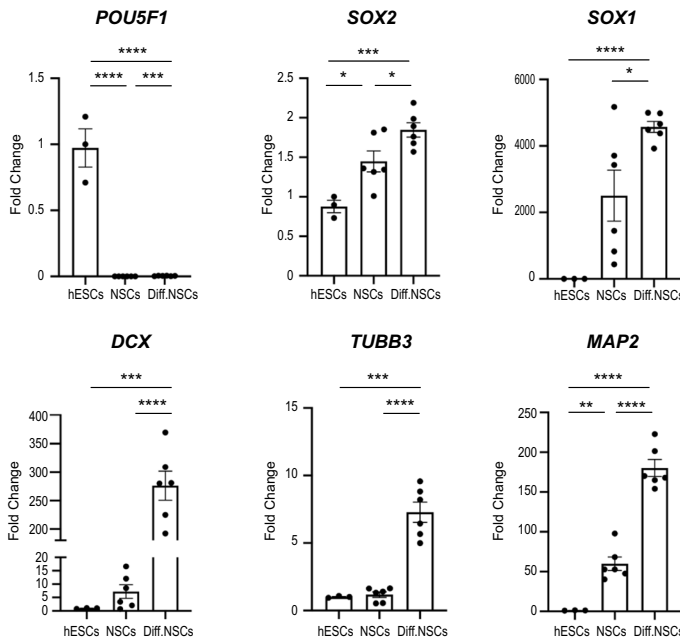 POU5F1
****
**** ***
Fold Change
1.5
1
0.5
0
hESCs NSCs Diff.NSCs
SOX2
***
* *
Fold Change
2.5
2
1.5
1
0.5
0
hESCs NSCs Diff.NSCs
SOX1
****
*
Fold Change
6000
4000
2000
0
hESCs NSCs Diff.NSCs
DCX
***
****
Fold Change
400
350
300
250
200
20
15
10
5
0
hESCs NSCs Diff.NSCs
TUBB3
***
****
Fold Change
15
10
5
0
hESCs NSCs Diff.NSCs
MAP2
****
** ****
Fold Change
250
200
150
100
50
0
hESCs NSCs Diff.NSCs